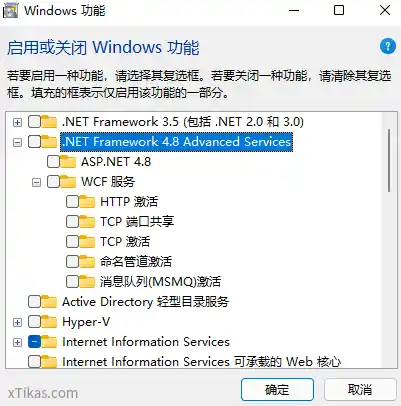 Windows 功能
启用或关闭 Windows 功能
若要启用一种功能，请选择其复选框。若要关闭一种功能，请清除其复选
框。填充的框表示仅启用该功能的一部分。
.NET Framework 3.5 (包括 .NET 2.0 和 3.0)
.NET Framework 4.8 Advanced Services
ASP.NET 4.8
WCF 服务
HTTP 激活
TCP 端口共享
TCP 激活
命名管道激活
消息队列(MSMQ)激活
Active Directory 轻型目录服务
Hyper-V
Internet Information Services
Internet Information Services 可承载的 Web 核心
确定
取消
xTikas.com